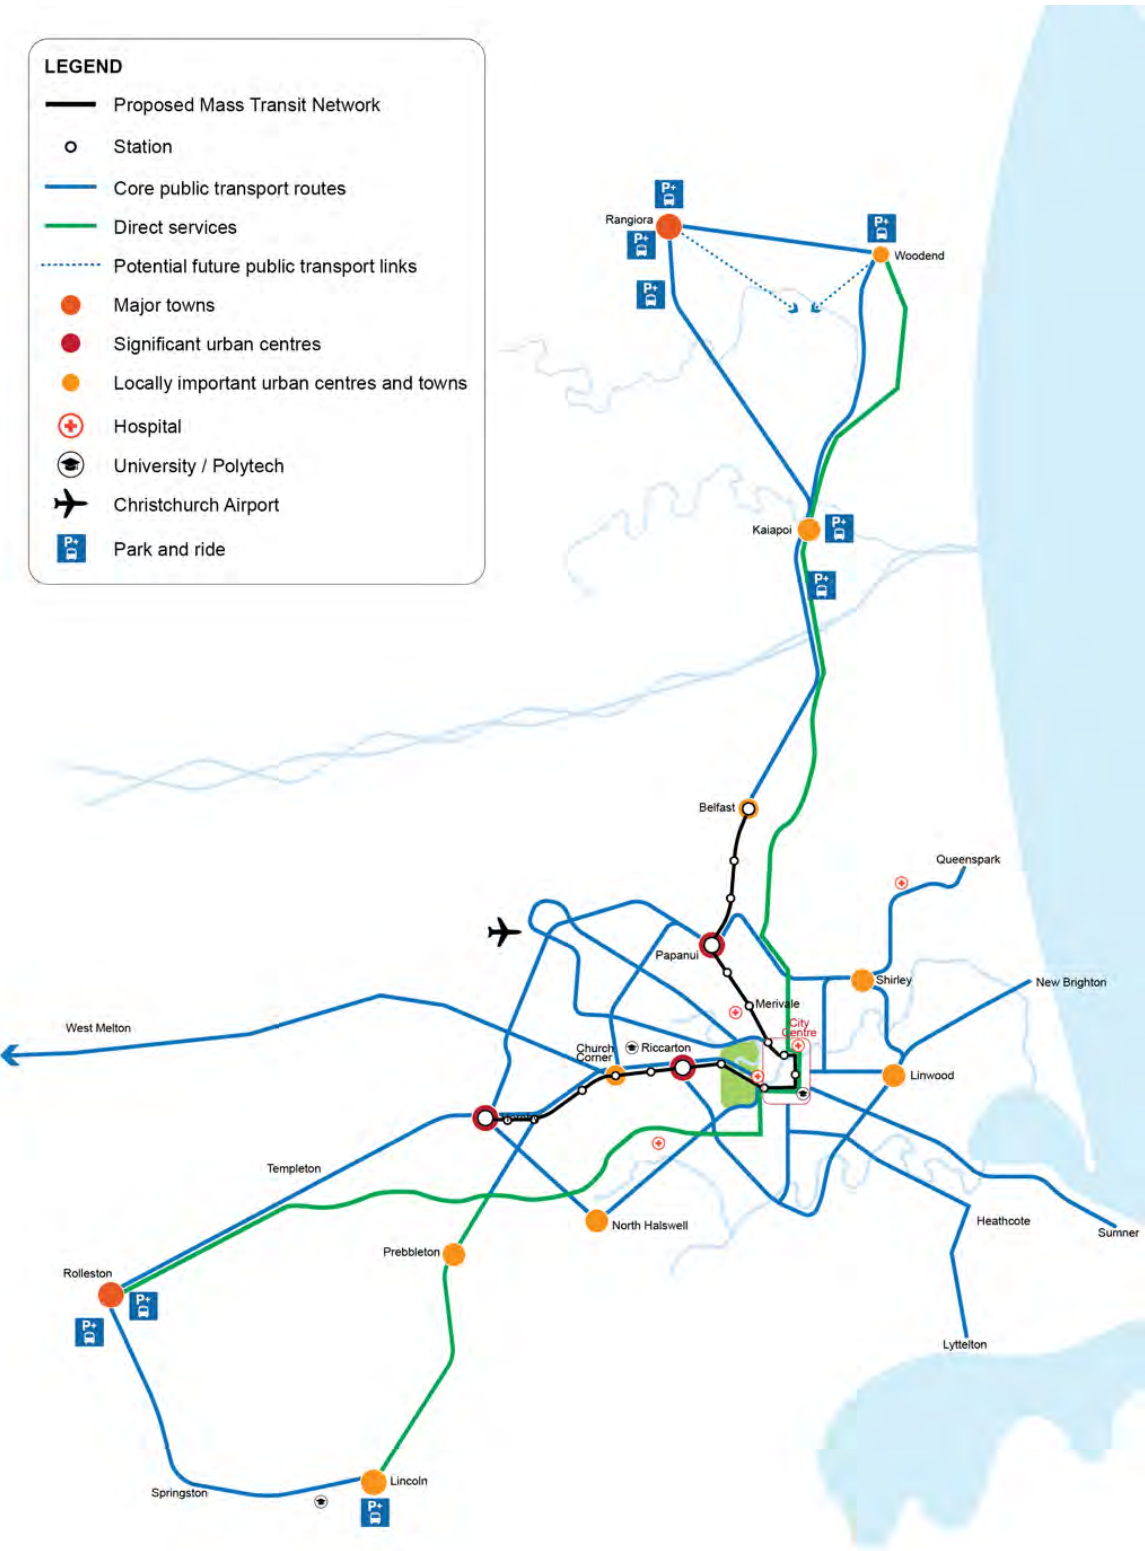 LEGEND
Proposed Mass Transit Network
Station
Core public transport routes
Direct services
Potential future public transport links
Major towns
Significant urban centres
Locally important urban centres and towns
Hospital
University / Polytech
Christchurch Airport
P+
Park and ride
P+
Rangiora
P+
P+
P+
Woodend
Kaiapoi
P+
P+
Belfast
Queenspark
Papanui
Shirley
New Brighton
Merivale
City
Centre
West Melton
Church
Corner
Riccarton
Linwood
Templeton
North Halswell
Heathcote
Sumner
Prebbleton
Rolleston
P+
P+
Lyttelton
Lincoln
Springston
P+